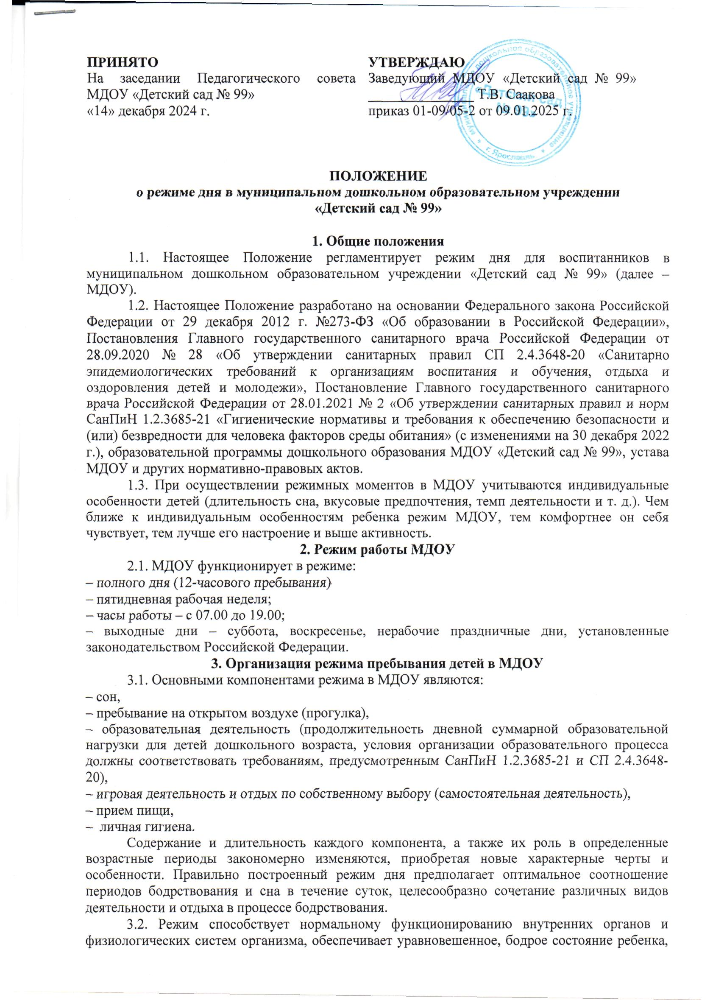 ПРИНЯТО
На заседании Педагогического совета
МДОУ «Детский сад № 99»
«14» декабря 2024 г.
УТВЕРЖДАЮ
Заведующий МДОУ «Детский сад № 99»
_______________ Т.В. Саакова
приказ 01-09/05-2 от 09.01.2025 г.
муниципальное дошкольное образовательное учреждение
* г. Ярославль *
«Детский сад
№ 99»
ПОЛОЖЕНИЕ
о режиме дня в муниципальном дошкольном образовательном учреждении
«Детский сад № 99»
1. Общие положения
1.1. Настоящее Положение регламентирует режим дня для воспитанников в
муниципальном дошкольном образовательном учреждении «Детский сад № 99» (далее –
МДОУ).
1.2. Настоящее Положение разработано на основании Федерального закона Российской
Федерации от 29 декабря 2012 г. №273-ФЗ «Об образовании в Российской Федерации»,
Постановления Главного государственного санитарного врача Российской Федерации от
28.09.2020 № 28 «Об утверждении санитарных правил СП 2.4.3648-20 «Санитарно
эпидемиологических требований к организациям воспитания и обучения, отдыха и
оздоровления детей и молодежи», Постановление Главного государственного санитарного
врача Российской Федерации от 28.01.2021 № 2 «Об утверждении санитарных правил и норм
СанПиН 1.2.3685-21 «Гигиенические нормативы и требования к обеспечению безопасности и
(или) безвредности для человека факторов среды обитания» (с изменениями на 30 декабря 2022
г.), образовательной программы дошкольного образования МДОУ «Детский сад № 99», устава
МДОУ и других нормативно-правовых актов.
1.3. При осуществлении режимных моментов в МДОУ учитываются индивидуальные
особенности детей (длительность сна, вкусовые предпочтения, темп деятельности и т. д.). Чем
ближе к индивидуальным особенностям ребенка режим МДОУ, тем комфортнее он себя
чувствует, тем лучше его настроение и выше активность.
2. Режим работы МДОУ
2.1. МДОУ функционирует в режиме:
– полного дня (12-часового пребывания)
– пятидневная рабочая неделя;
– часы работы – с 07.00 до 19.00;
– выходные дни – суббота, воскресенье, нерабочие праздничные дни, установленные
законодательством Российской Федерации.
3. Организация режима пребывания детей в МДОУ
3.1. Основными компонентами режима в МДОУ являются:
– сон,
– пребывание на открытом воздухе (прогулка),
– образовательная деятельность (продолжительность дневной суммарной образовательной
нагрузки для детей дошкольного возраста, условия организации образовательного процесса
должны соответствовать требованиям, предусмотренным СанПиН 1.2.3685-21 и СП 2.4.3648-
20),
– игровая деятельность и отдых по собственному выбору (самостоятельная деятельность),
– прием пищи,
– личная гигиена.
Содержание и длительность каждого компонента, а также их роль в определенные
возрастные периоды закономерно изменяются, приобретая новые характерные черты и
особенности. Правильно построенный режим дня предполагает оптимальное соотношение
периодов бодрствования и сна в течение суток, целесообразно сочетание различных видов
деятельности и отдыха в процессе бодрствования.
3.2. Режим способствует нормальному функционированию внутренних органов и
физиологических систем организма, обеспечивает уравновешенное, бодрое состояние ребенка,